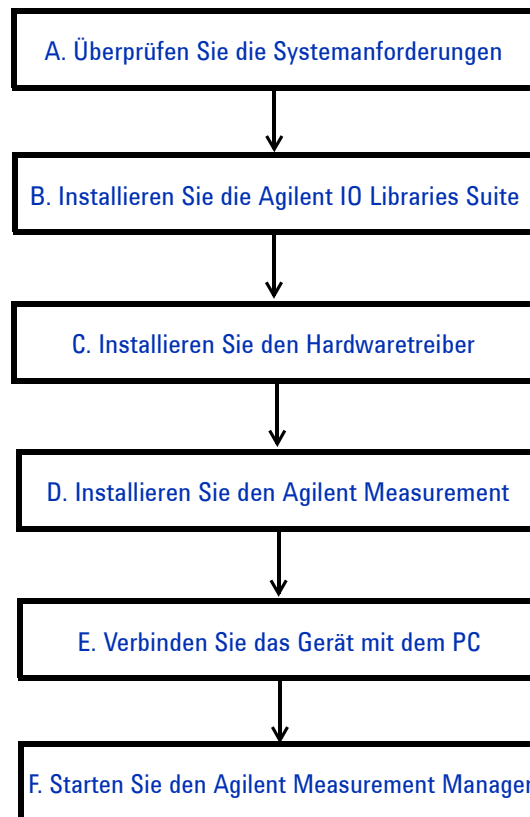 A. Überprüfen Sie die Systemanforderungen
B. Installieren Sie die Agilent IO Libraries Suite
C. Installieren Sie den Hardwaretreiber
D. Installieren Sie den Agilent Measurement
E. Verbinden Sie das Gerät mit dem PC
F. Starten Sie den Agilent Measurement Manager